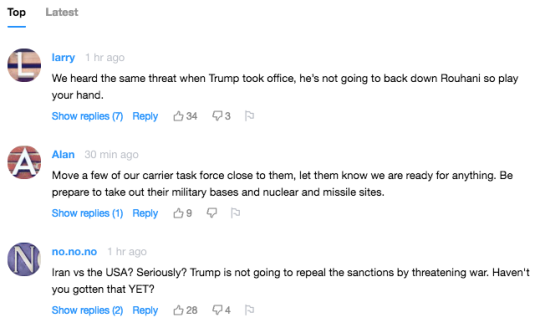 Top Latest
L
larry 1 hr ago
We heard the same threat when Trump took office, he's not going to back down Rouhani so play
your hand.
Show replies (7) Reply 34 3
A
Alan 30 min ago
Move a few of our carrier task force close to them, let them know we are ready for anything. Be
prepare to take out their military bases and nuclear and missile sites.
Show replies (1) Reply 9
N
no.no.no 1 hr ago
Iran vs the USA? Seriously? Trump is not going to repeal the sanctions by threatening war. Haven't
you gotten that YET?
Show replies (2) Reply 28 4